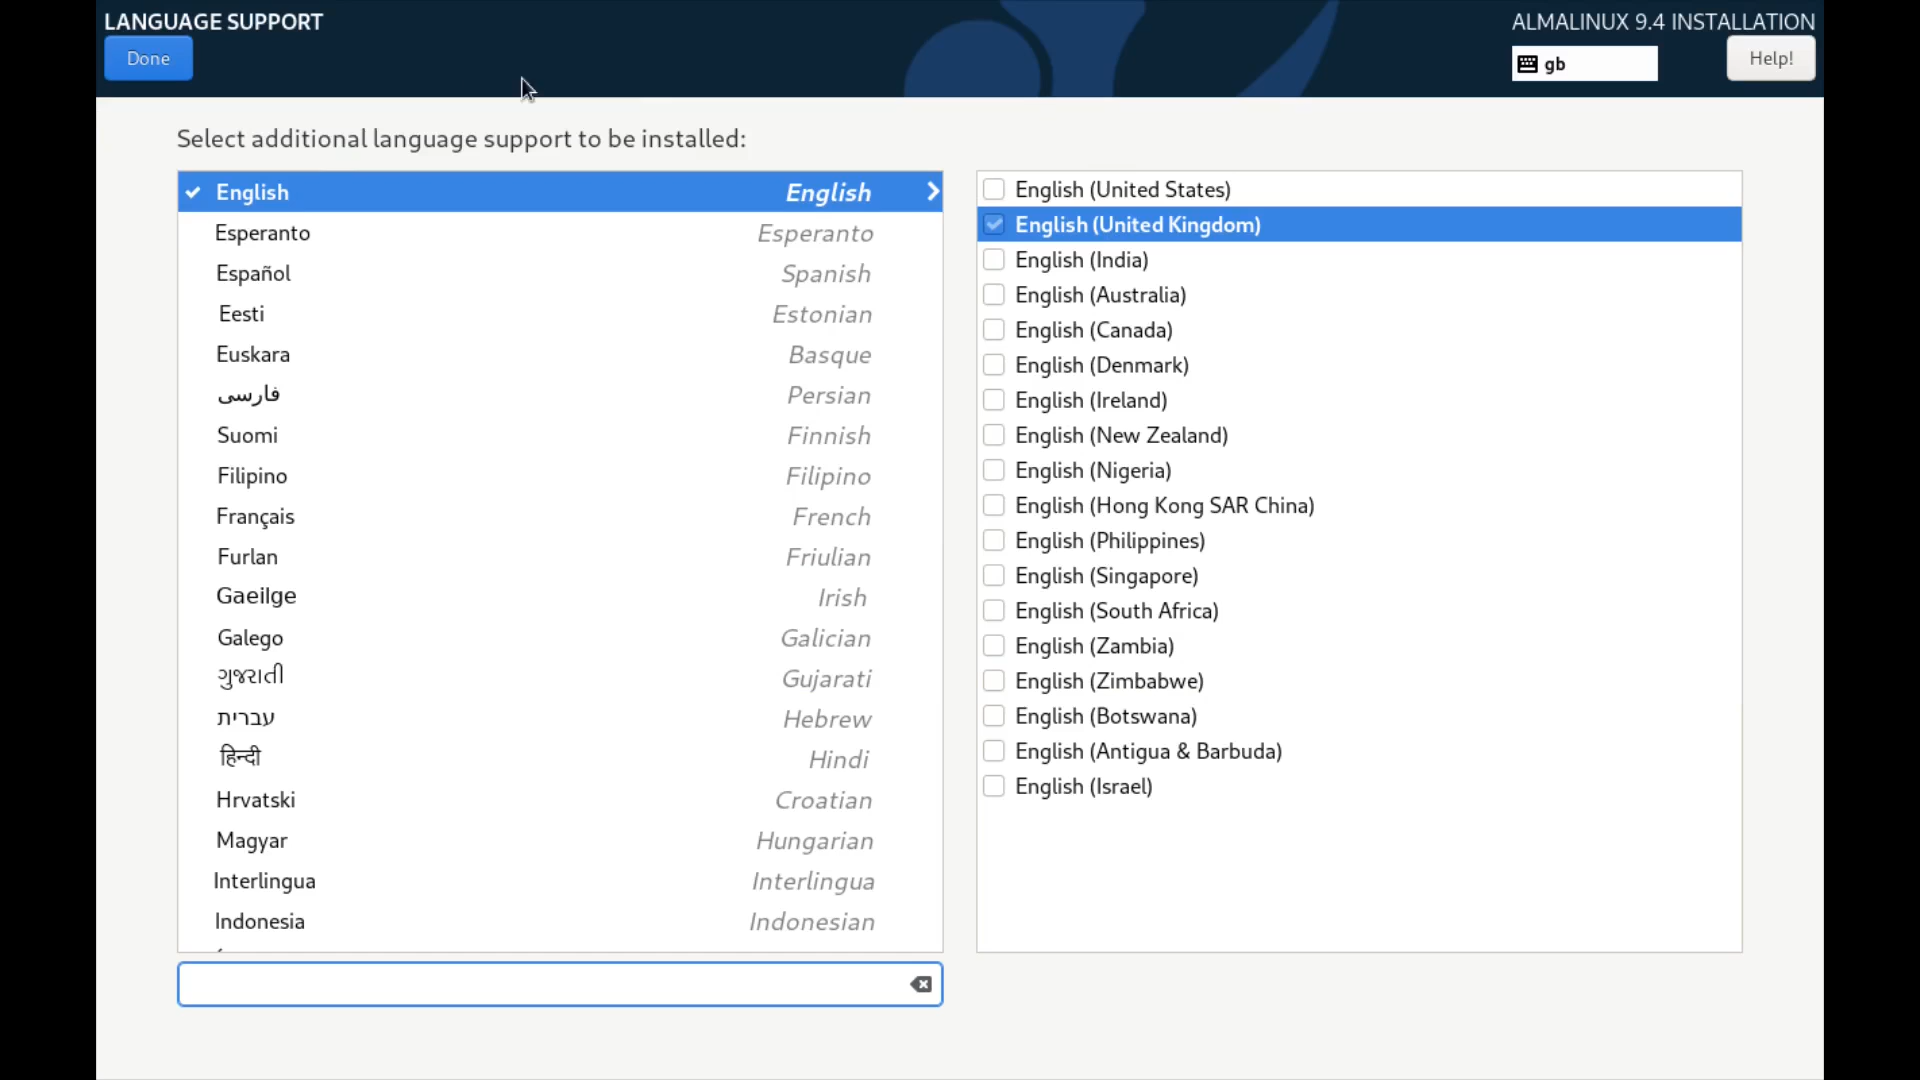 LANGUAGE SUPPORT
ALMALINUX 9.4 INSTALLATION
Done
gb
Help!
Select additional language support to be installed:
English English
Esperanto Esperanto
Español Spanish
Eesti Estonian
Euskara Basque
فارسی Persian
Suomi Finnish
Filipino Filipino
Français French
Furlan Friulian
Gaeilge Irish
Galego Galician
ગુજરાતી Gujarati
עברית Hebrew
हिन्दी Hindi
Hrvatski Croatian
Magyar Hungarian
Interlingua Interlingua
Indonesia Indonesian
English (United States)
English (United Kingdom)
English (India)
English (Australia)
English (Canada)
English (Denmark)
English (Ireland)
English (New Zealand)
English (Nigeria)
English (Hong Kong SAR China)
English (Philippines)
English (Singapore)
English (South Africa)
English (Zambia)
English (Zimbabwe)
English (Botswana)
English (Antigua & Barbuda)
English (Israel)